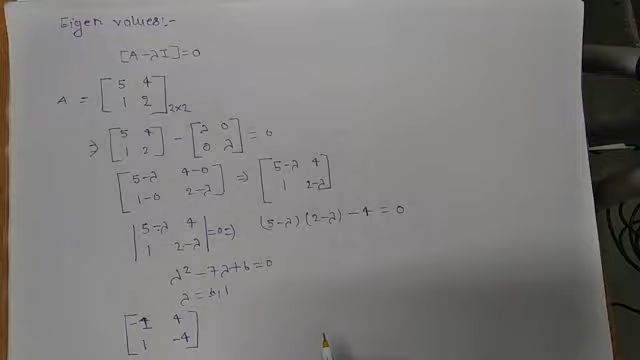 Eigen values:-
[A-λI]=0
A = [5 4
1 2]2x2
⇒ [5 4
1 2] - [λ 0
0 λ] = 0
[5-λ 4-0
1-0 2-λ] ⇒ [5-λ 4
1 2-λ]
|5-λ 4
1 2-λ| =0⇒ (5-λ)(2-λ)-4=0
λ²-7λ+6=0
λ=6,1
[-1 4
1 -4]